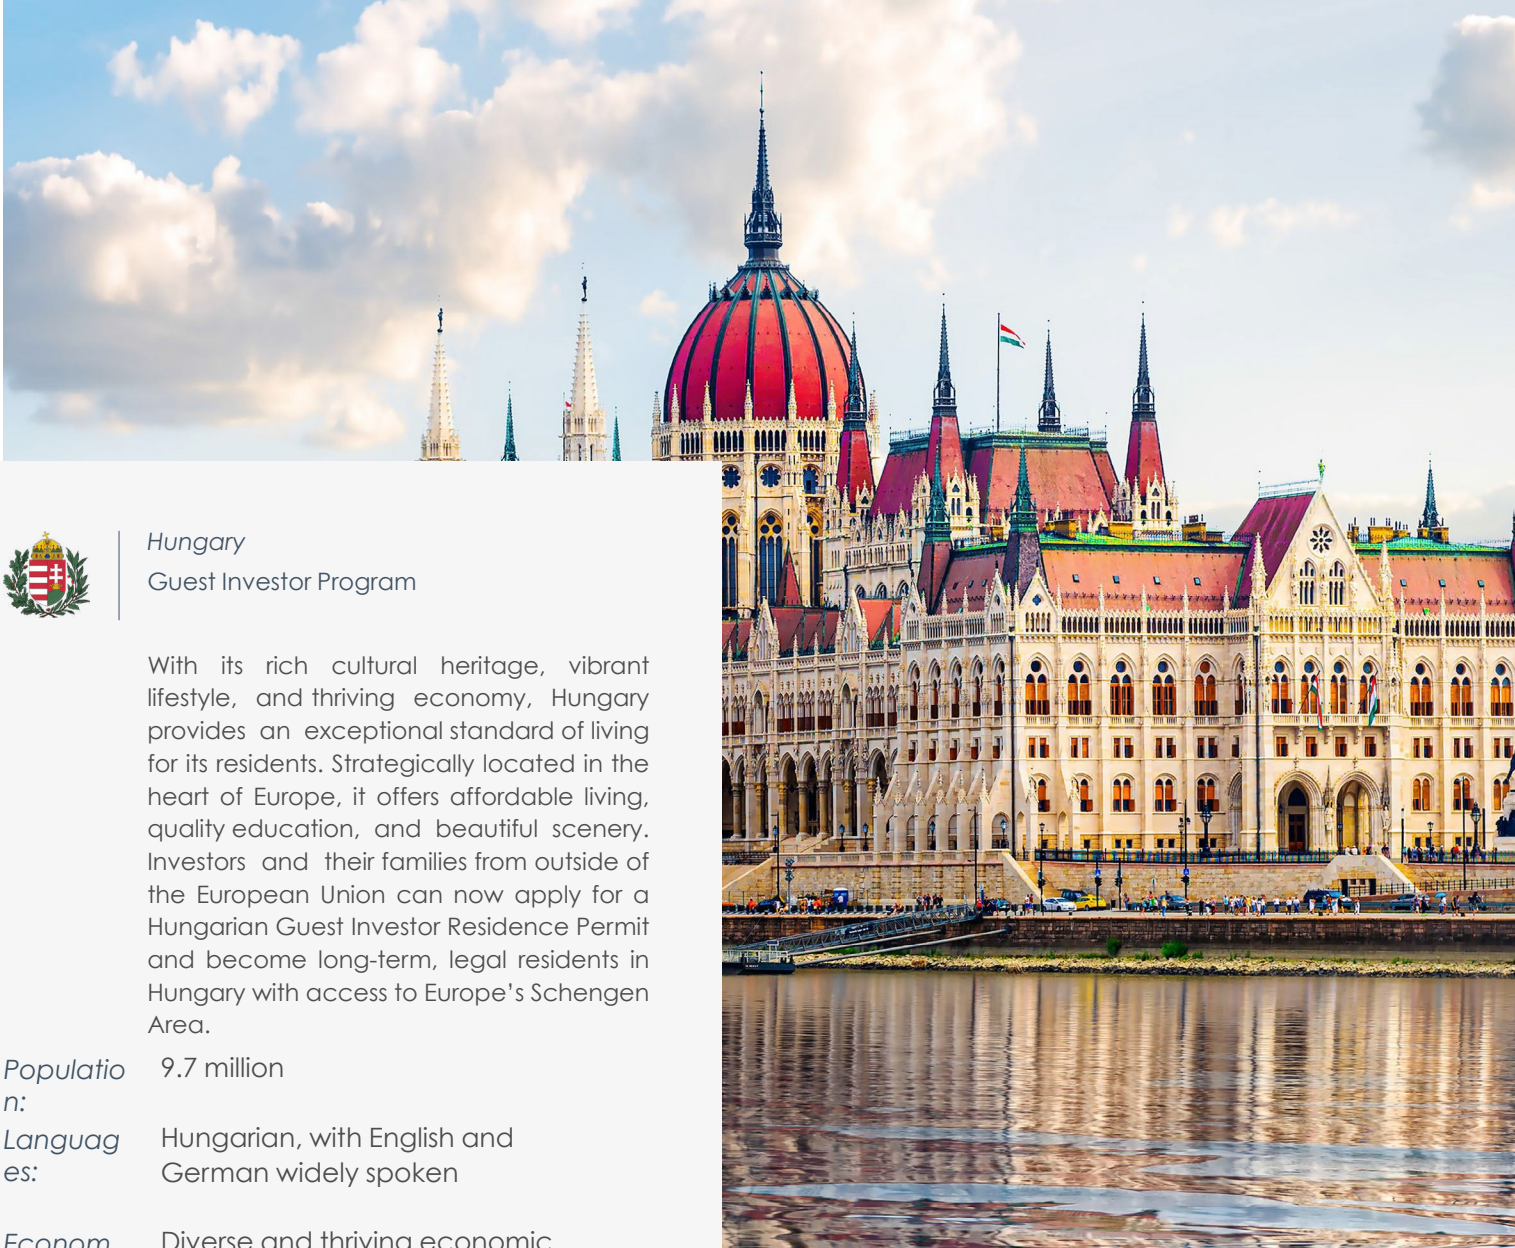 Hungary
Guest Investor Program
With its rich cultural heritage, vibrant
lifestyle, and thriving economy, Hungary
provides an exceptional standard of living
for its residents. Strategically located in the
heart of Europe, it offers affordable living,
quality education, and beautiful scenery.
Investors and their families from outside of
the European Union can now apply for a
Hungarian Guest Investor Residence Permit
and become long-term, legal residents in
Hungary with access to Europe’s Schengen
Area.
Populatio
n:
9.7 million
Languag
es:
Hungarian, with English and
German widely spoken
Econom
Diverse and thriving economic